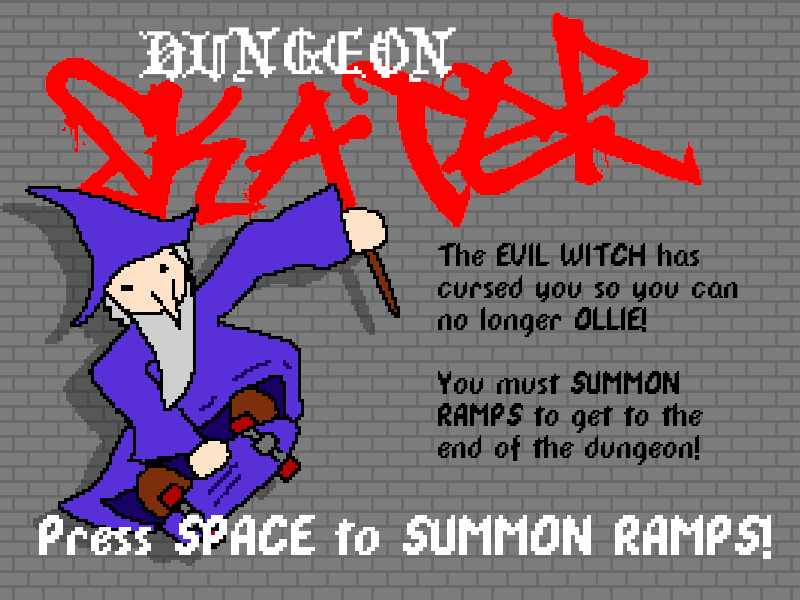 DUNGEON
SKATER
The EVIL WITCH has
cursed you so you can
no longer OLLIE!
You must SUMMON
RAMPS to get to the
end of the dungeon!
Press SPACE to SUMMON RAMPS!